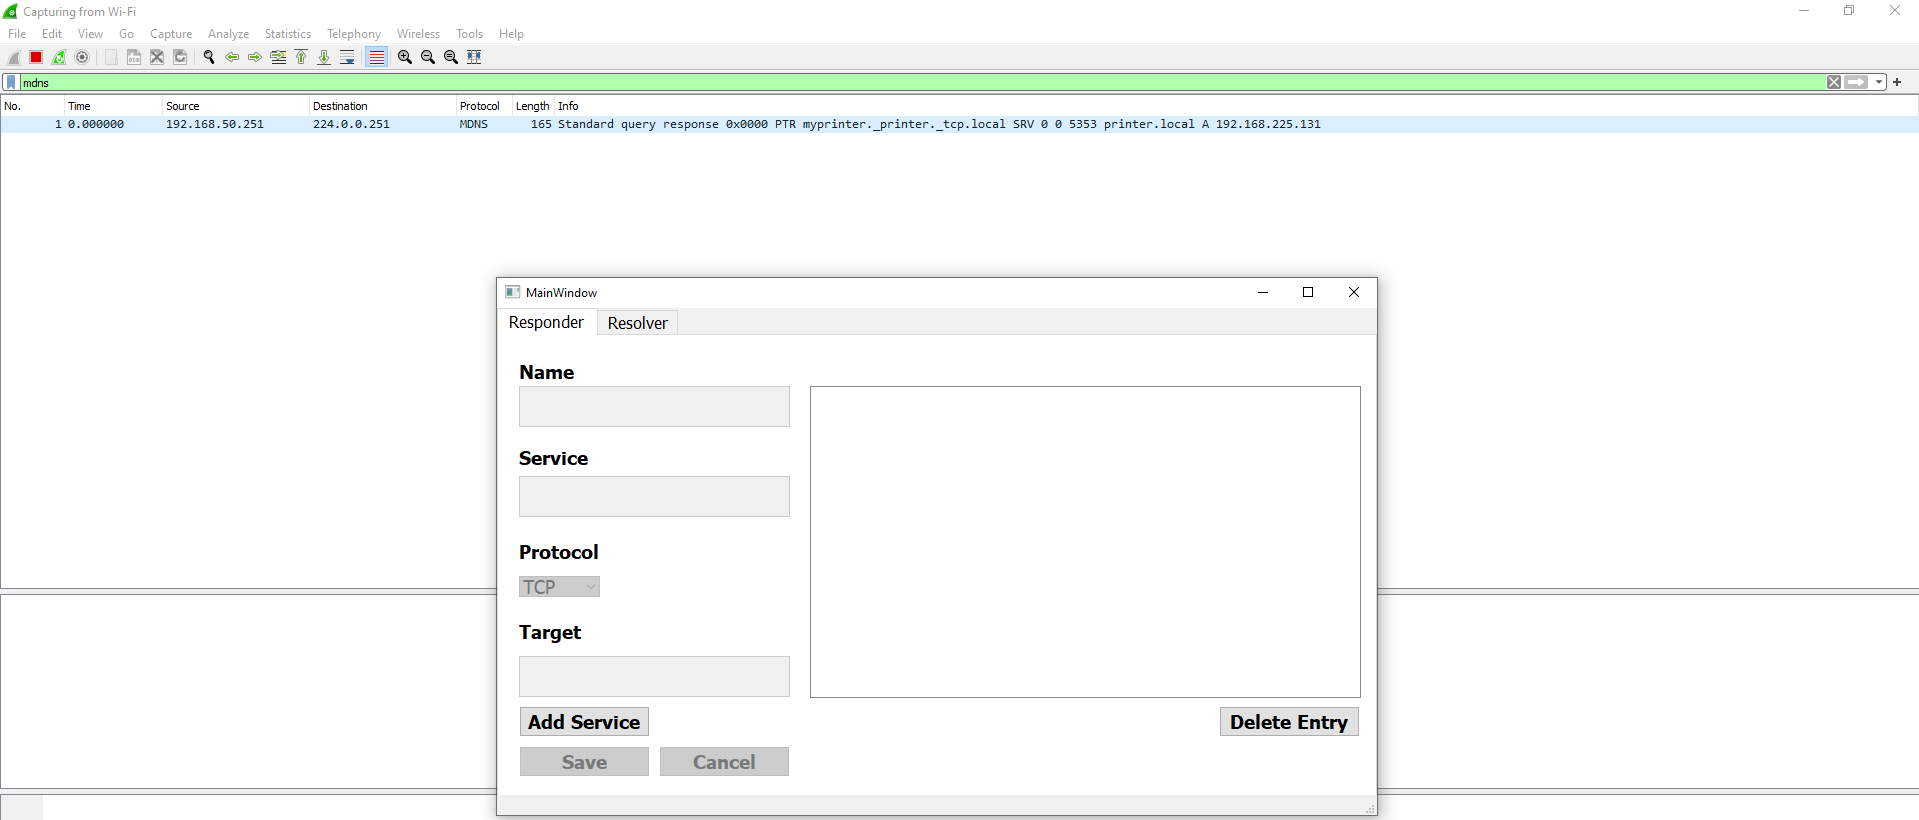 Capturing from Wi-Fi
File Edit View Go Capture Analyze Statistics Telephony Wireless Tools Help
mdns
No. Time Source Destination Protocol Length Info
1 0.000000 192.168.50.251 224.0.0.251 MDNS 165 Standard query response 0x0000 PTR myprinter._printer._tcp.local SRV 0 0 5353 printer.local A 192.168.225.131
MainWindow
Responder Resolver
Name
Service
Protocol
TCP
Target
Add Service Delete Entry
Save Cancel